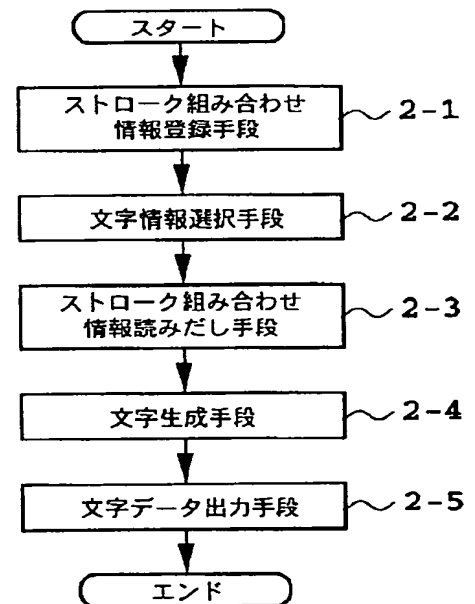 スタート
ストローク組み合わせ 2-1
情報登録手段
文字情報選択手段 2-2
ストローク組み合わせ 2-3
情報読みだし手段
文字生成手段 2-4
文字データ出力手段 2-5
エンド